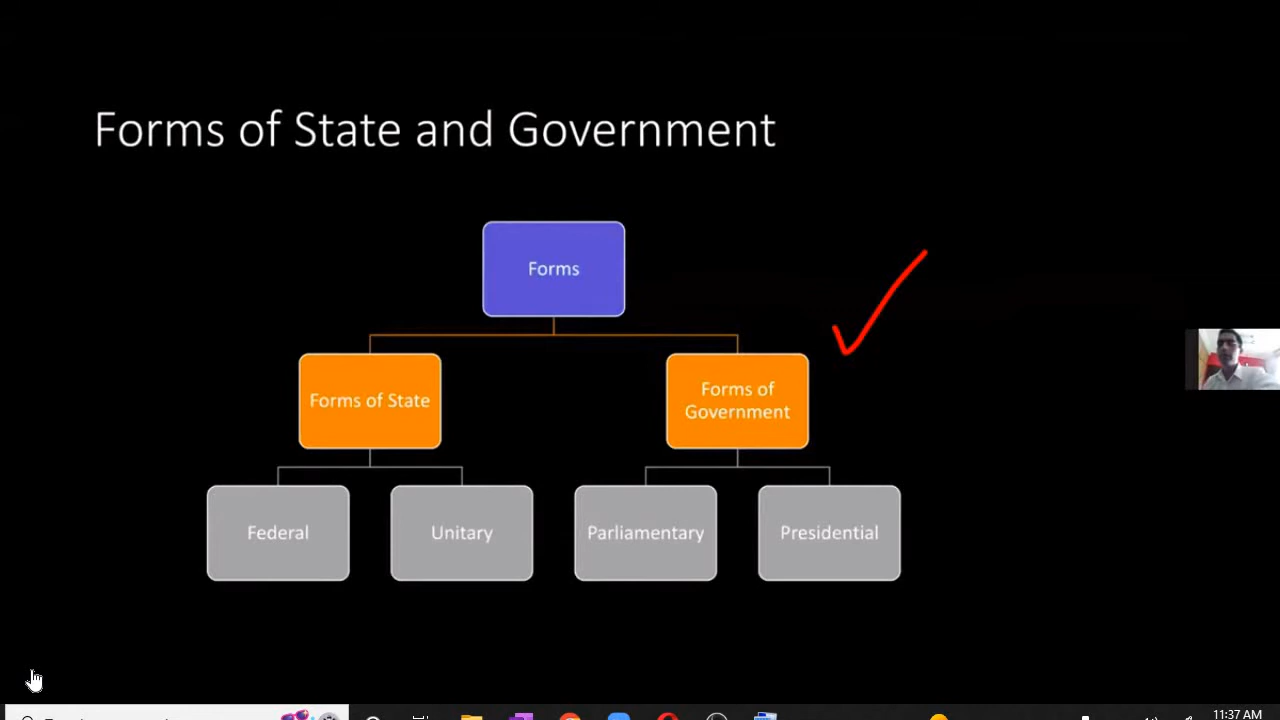 Forms of State and Government
Forms
Forms of State
Forms of
Government
Federal
Unitary
Parliamentary
Presidential
11:37 AM